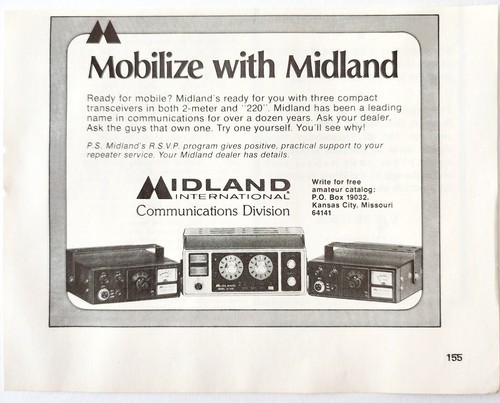 Mobilize with Midland
Ready for mobile? Midland's ready for you with three compact
transceivers in both 2-meter and "220". Midland has been a leading
name in communications for over a dozen years. Ask your dealer.
Ask the guys that own one. Try one yourself. You'll see why!
P.S. Midland's R.S.V.P. program gives positive, practical support to your
repeater service. Your Midland dealer has details.
MIDLAND
INTERNATIONAL®
Communications Division
Write for free
amateur catalog:
P.O. Box 19032,
Kansas City, Missouri
64141
MIDLAND
155